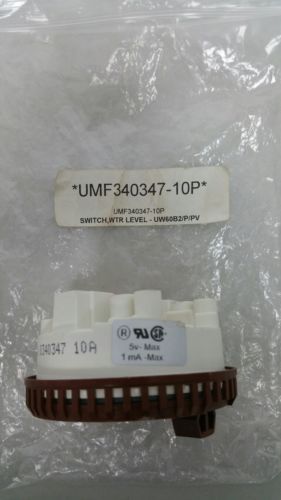 *UMF340347-10P*
UMF340347-10P
SWITCH,WTR LEVEL - UW60B2/P/PV
340347 10A
5v- Max
1 mA -Max